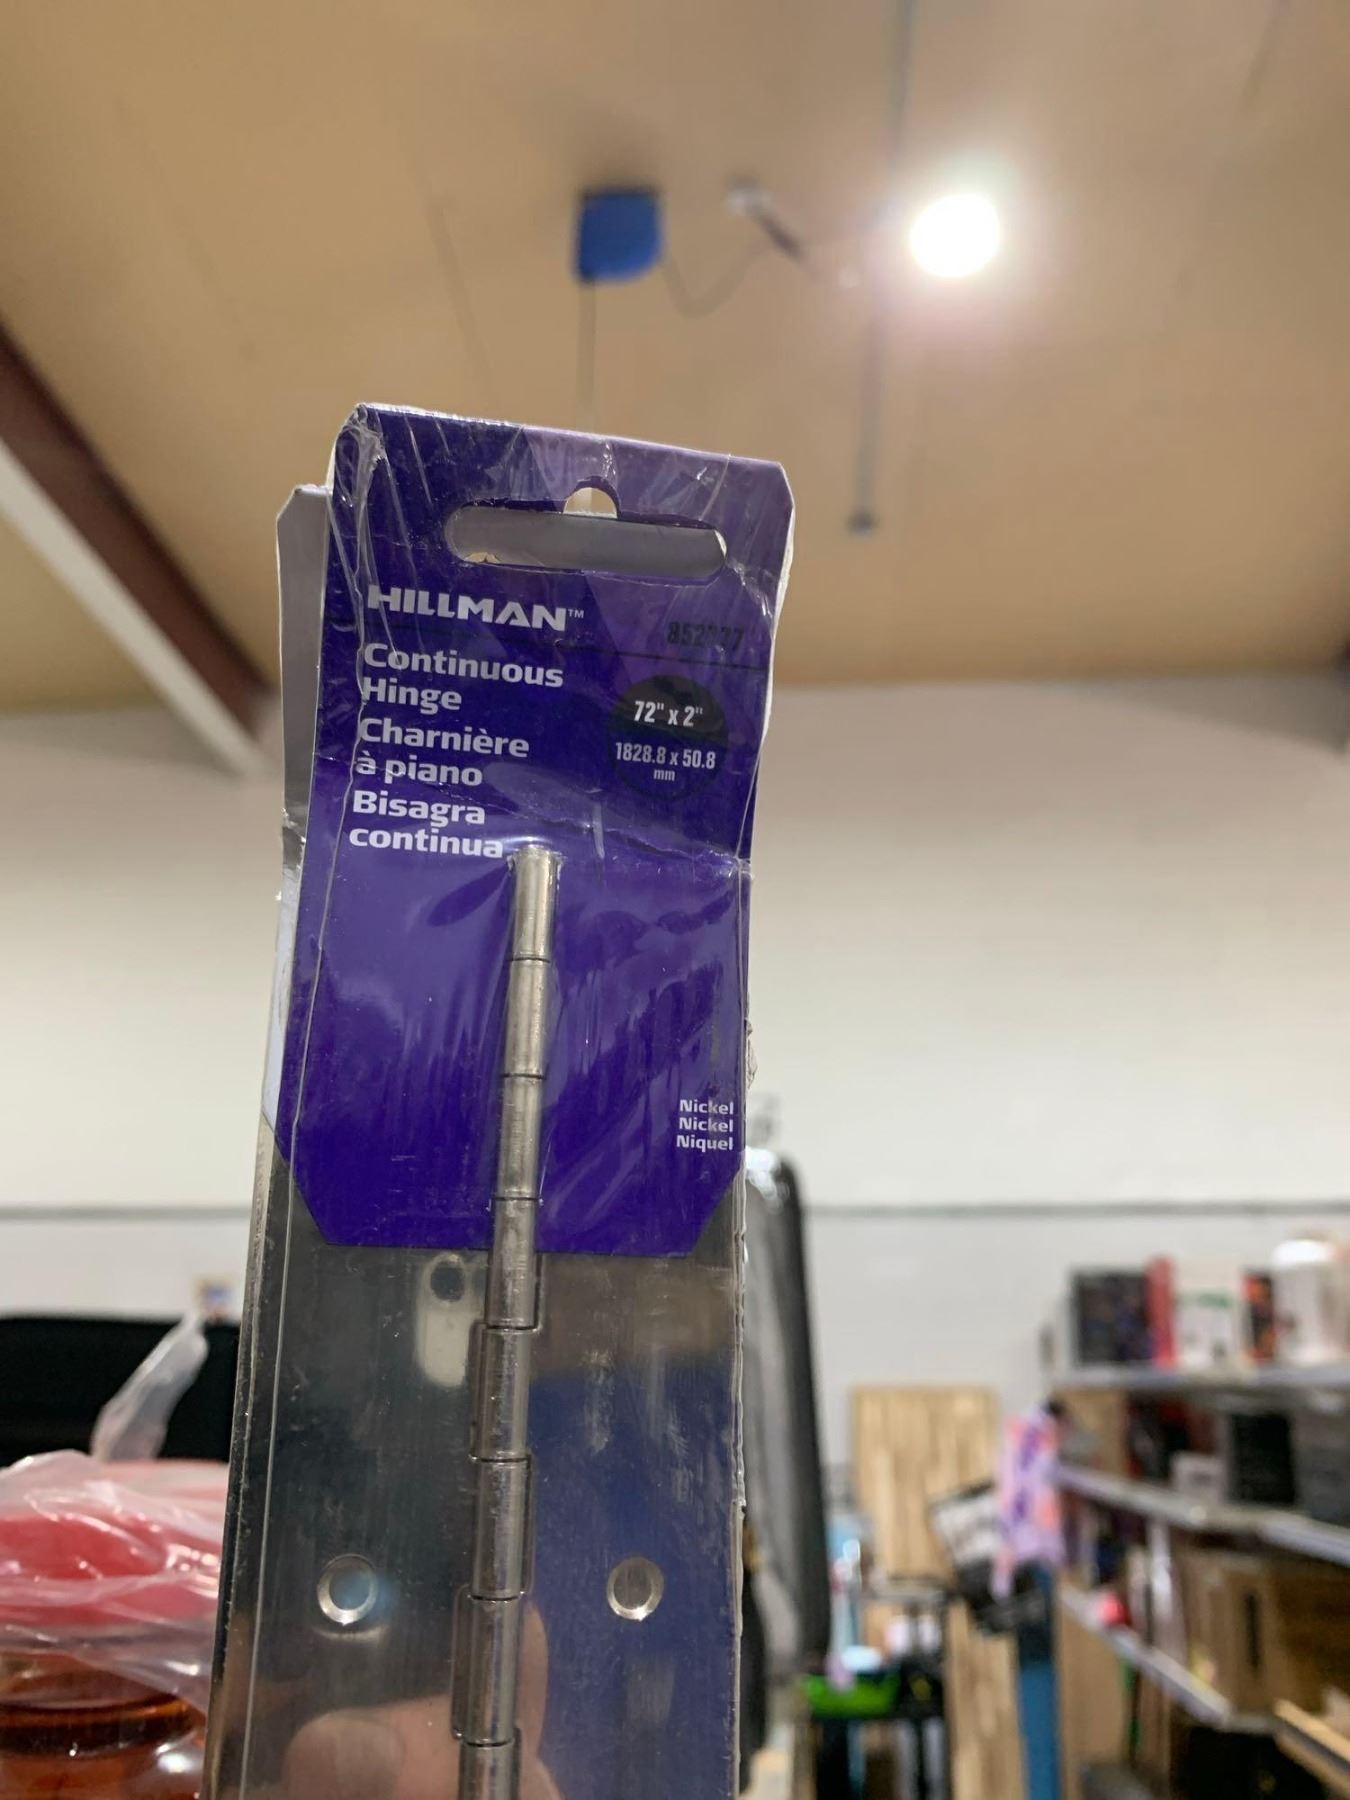 HILLMAN™
Continuous
Hinge
Charnière
à piano
Bisagra
continua
72" x 2"
1828.8 x 50.8
mm
Nickel
Nickel
Niquel